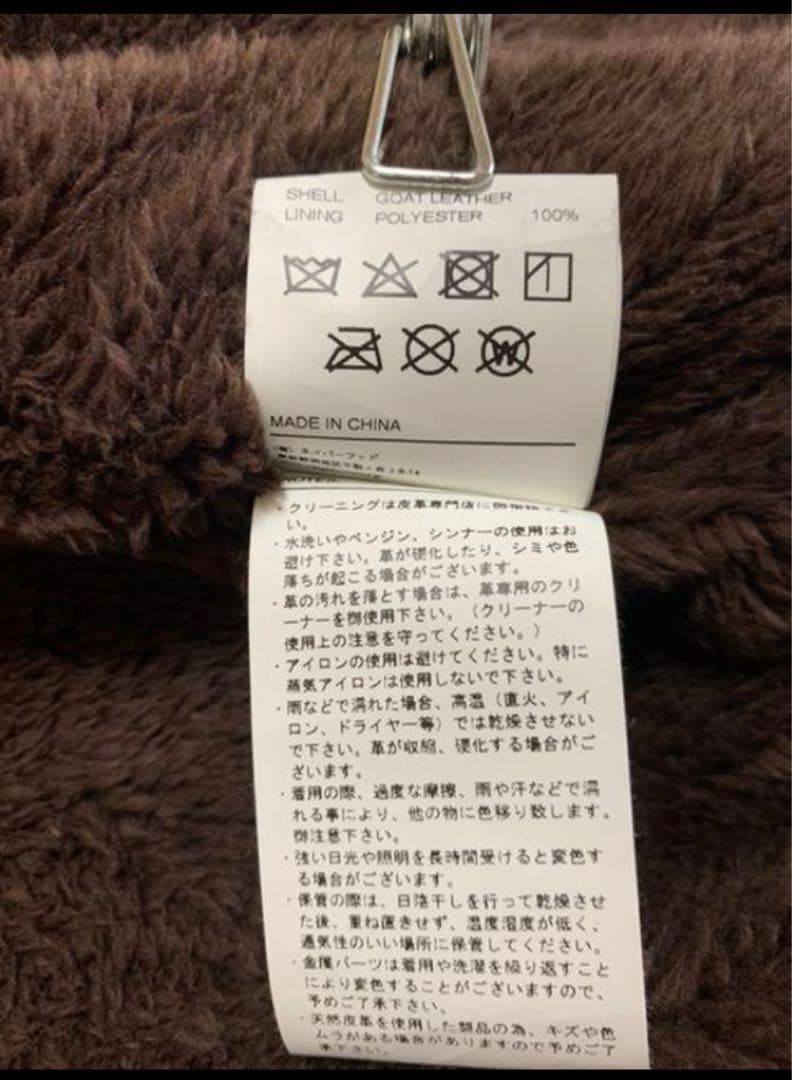 SHELL GOAT LEATHER
LINING POLYESTER 100%
W
MADE IN CHINA
ネイバーフッド
・クリーニングは皮革専門店に
い。
・水洗いやベンジン、シンナーの使用はお
避け下さい。革が硬化したり、シミや色
落ちが起こる場合がございます。
・革の汚れを落とす場合は、革専用のクリ
ーナーを御使用下さい。（クリーナーの
使用上の注意を守ってください。）
・アイロンの使用は避けてください。特に
蒸気アイロンは使用しないで下さい。
・雨などで濡れた場合、高温（直火、アイ
ロン、ドライヤー等）では乾燥させない
で下さい。革が収縮、硬化する場合がご
ざいます。
・着用の際、過度な摩擦、雨や汗などで濡
れる事により、他の物に色移り致します。
御注意下さい。
・強い日光や照明を長時間受けると変色す
る場合がございます。
・保管の際は、日陰干しを行って乾燥させ
た後、重ね置きせず、温度湿度が低く、
通気性のいい場所に保管してください。
・金属パーツは着用や洗濯を繰り返すこと
により変色することがございますので、
予めご了承下さい。
・天然皮革を使用した商品の為、キズや色
ムラがある場合がありますので予めご了
承下さい。